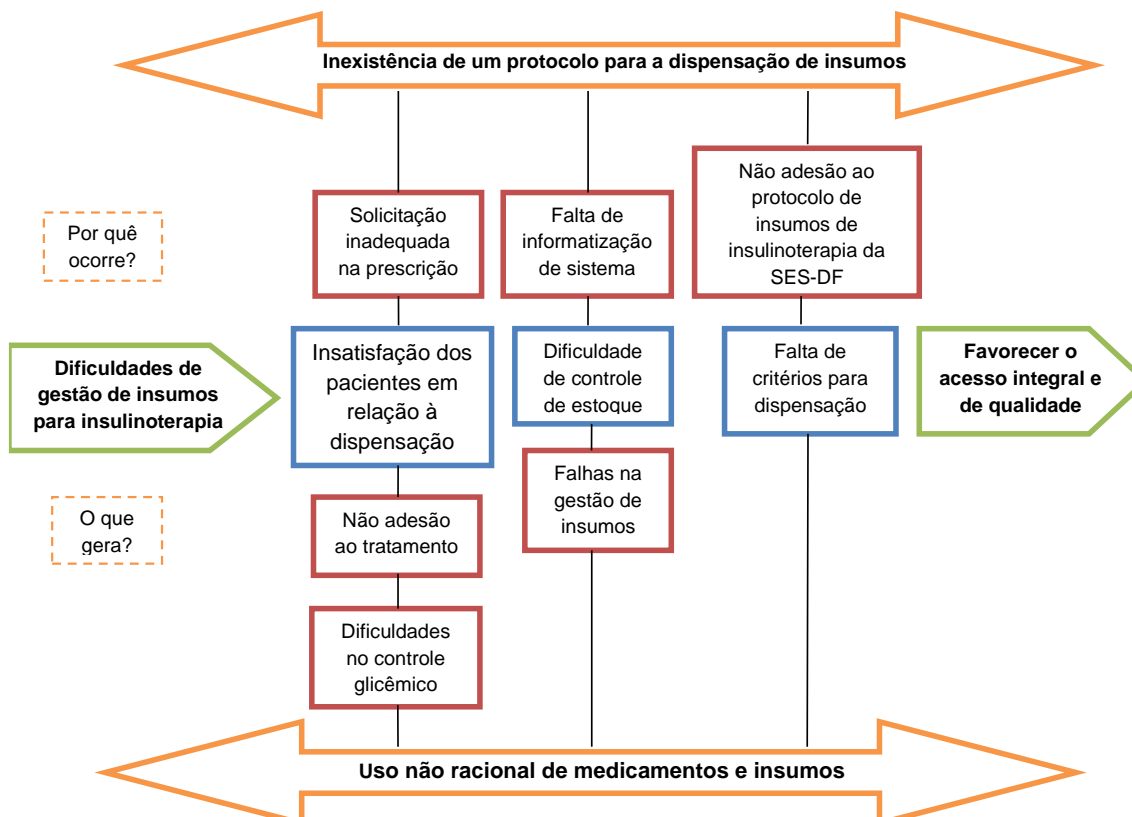 Inexistência de um protocolo para a dispensação de insumos
Por quê
ocorre?
Solicitação
inadequada
na prescrição
Falta de
informatização
de sistema
Não adesão ao
protocolo de
insumos de
insulinoterapia da
SES-DF
Dificuldades de
gestão de insumos
para insulinoterapia
Insatisfação dos
pacientes em
relação à
dispensação
Dificuldade
de controle
de estoque
Falta de
critérios para
dispensação
Favorecer o
acesso integral e
de qualidade
O que
gera?
Não adesão
ao tratamento
Falhas na
gestão de
insumos
Dificuldades
no controle
glicêmico
Uso não racional de medicamentos e insumos